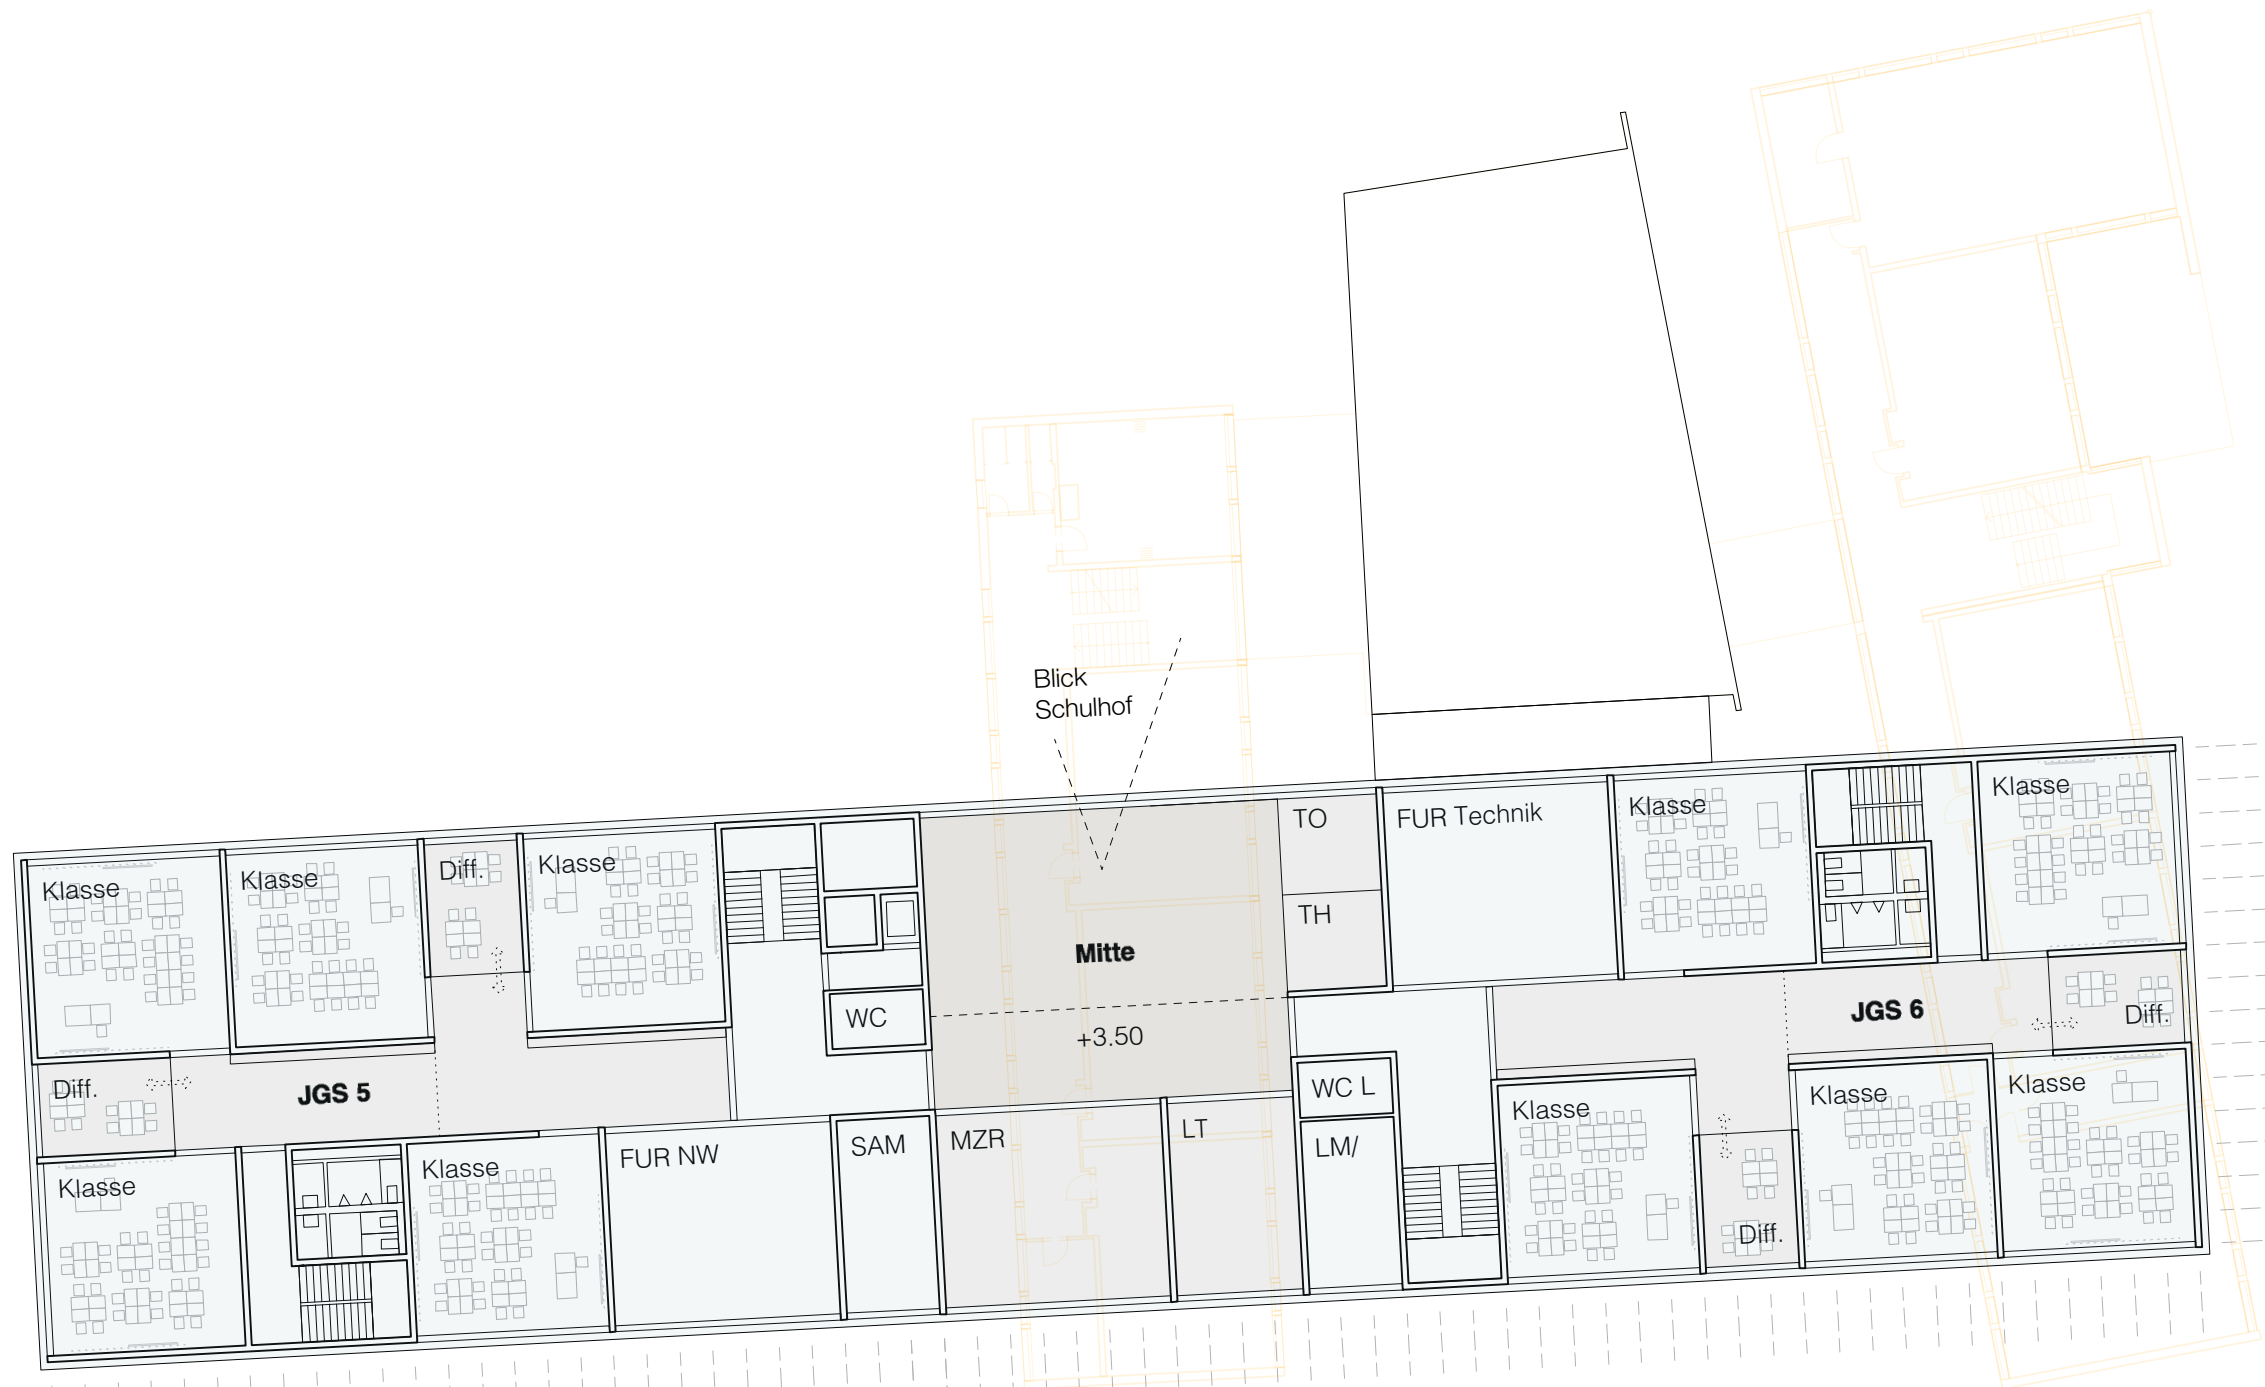 Blick
Schulhof
Klasse
Klasse
Diff.
Klasse
WC
Mitte
+3.50
TO
TH
FUR Technik
Klasse
Klasse
Diff.
JGS 5
JGS 6
Diff.
Klasse
Klasse
FUR NW
SAM
MZR
LT
WC L
LM/
Klasse
Diff.
Klasse
Klasse